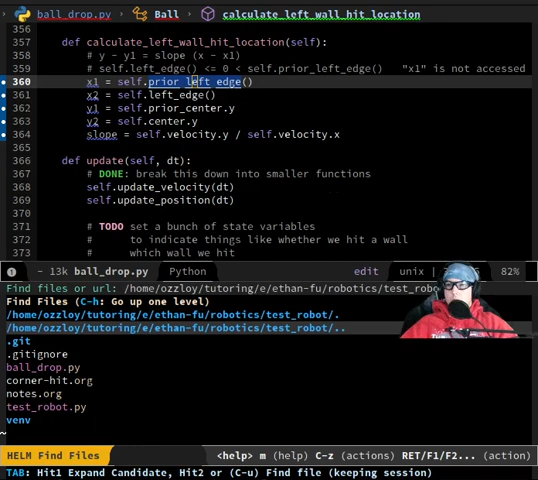 ball_drop.py > Ball > calculate_left_wall_hit_location
356
357 def calculate_left_wall_hit_location(self):
358 # y - y1 = slope (x - x1)
359 # self.left_edge() <= 0 < self.prior_left_edge() "x1" is not accessed
360 x1 = self.prior_left_edge()
361 x2 = self.left_edge()
362 y1 = self.prior_center.y
363 y2 = self.center.y
364 slope = self.velocity.y / self.velocity.x
365
366 def update(self, dt):
367 # DONE: break this down into smaller functions
368 self.update_velocity(dt)
369 self.update_position(dt)
370
371 # TODO set a bunch of state variables
372 # to indicate things like whether we hit a wall
373 # which wall we hit
1 - 13k ball_drop.py Python edit unix | 82%
Find files or url: /home/ozzloy/tutoring/e/ethan-fu/robotics/test_robo
Find Files (C-h: Go up one level)
/home/ozzloy/tutoring/e/ethan-fu/robotics/test_robot/.
/home/ozzloy/tutoring/e/ethan-fu/robotics/test_robot/..
.git
.gitignore
ball_drop.py
corner-hit.org
notes.org
test_robot.py
venv
~
HELM Find Files <help> m (help) C-z (actions) RET/F1/F2... (action)
TAB: Hit1 Expand Candidate, Hit2 or (C-u) Find file (keeping session)